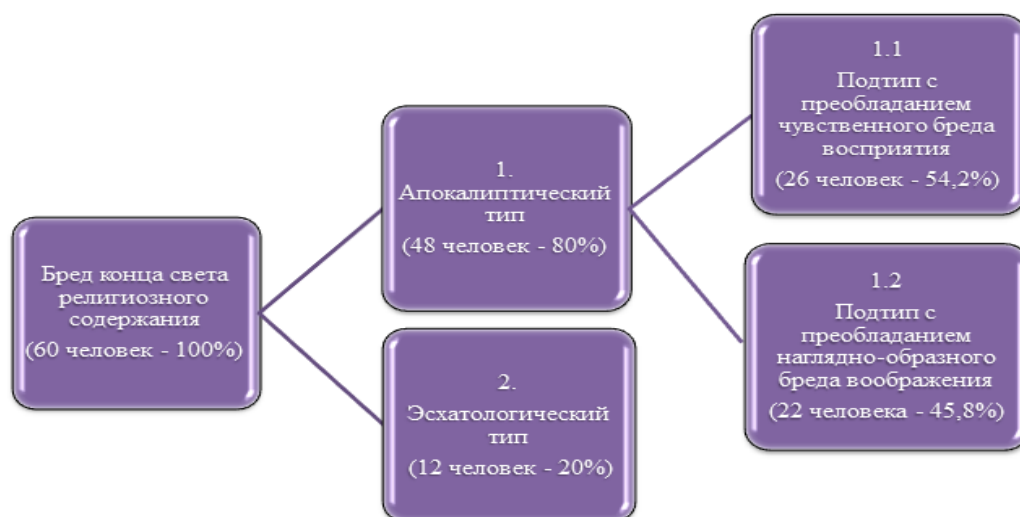 Бред конца света
религиозного
содержания
(60 человек - 100%)
1.
Апокалиптический
тип
(48 человек - 80%)
2.
Эсхатологический
тип
(12 человек - 20%)
1.1
Подтип с
преобладанием
чувственного бреда
восприятия
(26 человек - 54,2%)
1.2
Подтип с
преобладанием
наглядно-образного
бреда воображения
(22 человека - 45,8%)